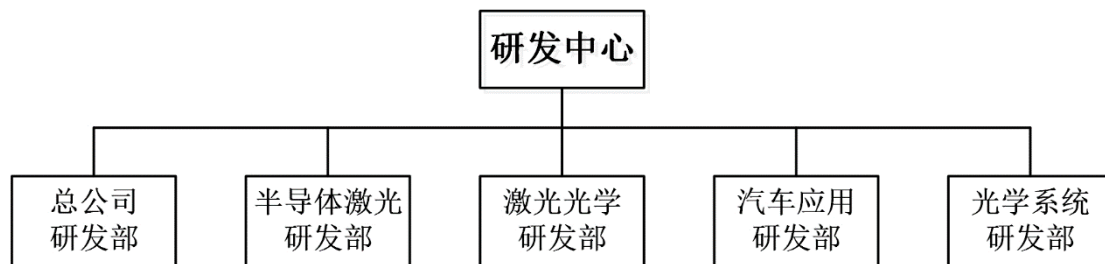 研发中心
总公司
研发部
半导体激光
研发部
激光光学
研发部
汽车应用
研发部
光学系统
研发部